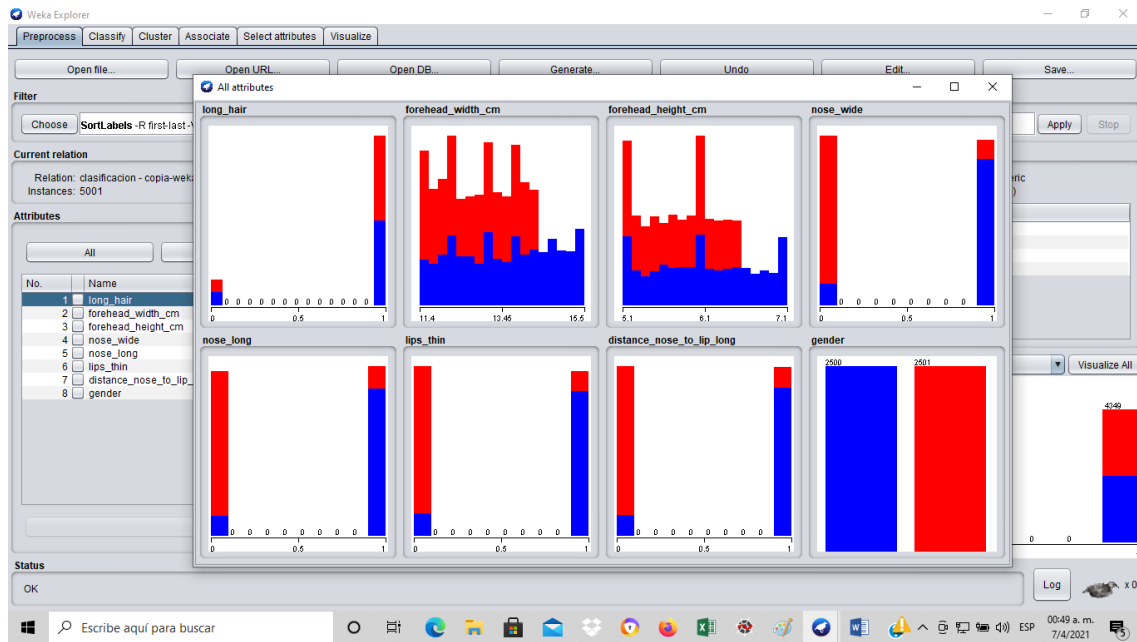 Weka Explorer
Preprocess Classify Cluster Associate Select attributes Visualize
Open file... Open URL... Open DB... Generate... Undo Edit... Save...
Filter
Choose SortLabels -R first-last Apply Stop
Current relation
Relation: clasificacion - copia-weka
Instances: 5001
Attributes
All
No. Name
1 long_hair
2 forehead_width_cm
3 forehead_height_cm
4 nose_wide
5 nose_long
6 lips_thin
7 distance_nose_to_lip_
8 gender
All attributes
long_hair
0 0 0 0 0 0 0 0 0 0 0 0 0
0 0.5 1
forehead_width_cm
11.4 13.45 15.5
forehead_height_cm
5.1 6.1 7.1
nose_wide
0 0 0 0 0 0 0 0
0 0.5 1
nose_long
0 0 0 0 0 0 0 0
0 0.5 1
lips_thin
0 0 0 0 0 0 0 0
0 0.5 1
distance_nose_to_lip_long
0 0 0 0 0 0 0 0
0 0.5 1
gender
2500 2501
Visualize All
4349
0 0
Status
OK
Log x 0
Escribe aquí para buscar
ESP
00:49 a. m.
7/4/2021
5